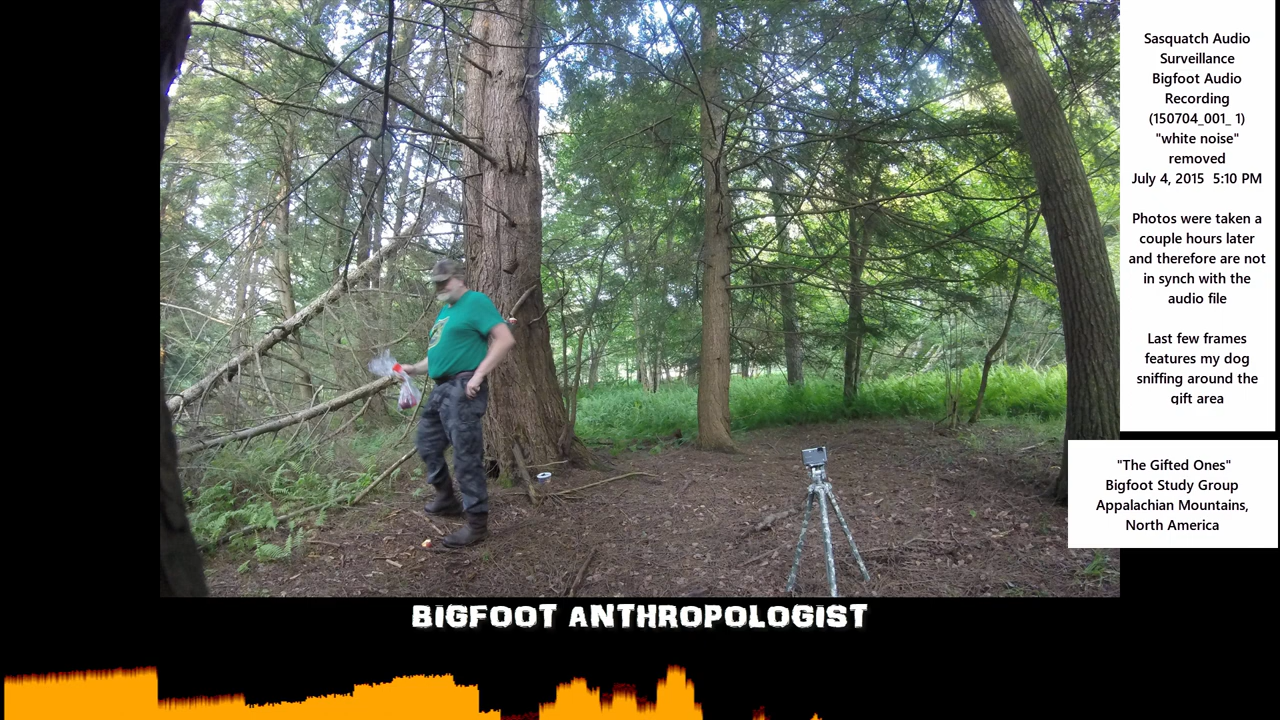 Sasquatch Audio
Surveillance
Bigfoot Audio
Recording
(150704_001_ 1)
"white noise"
removed
July 4, 2015  5:10 PM
Photos were taken a
couple hours later
and therefore are not
in synch with the
audio file
Last few frames
features my dog
sniffing around the
gift area
"The Gifted Ones"
Bigfoot Study Group
Appalachian Mountains,
North America
BIGFOOT ANTHROPOLOGIST